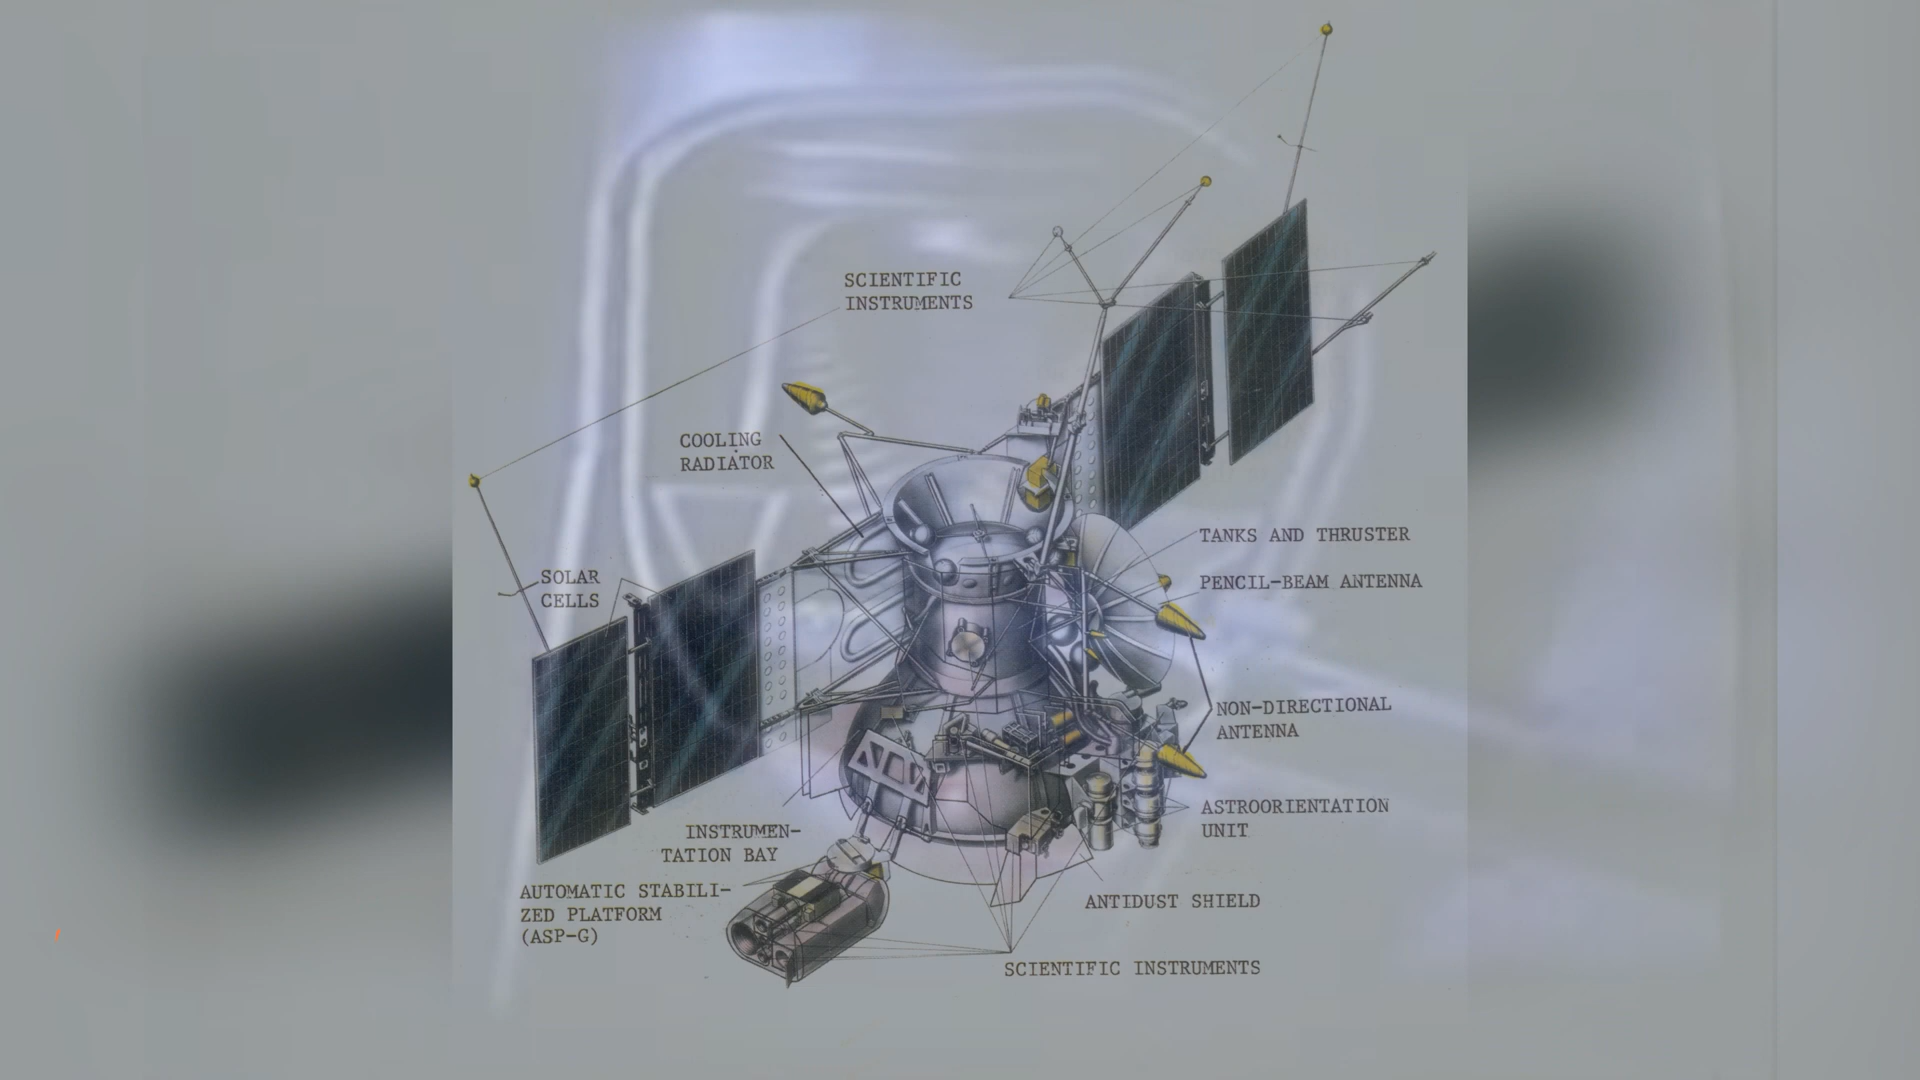 SCIENTIFIC
INSTRUMENTS
COOLING
RADIATOR
SOLAR
CELLS
TANKS AND THRUSTER
PENCIL-BEAM ANTENNA
NON-DIRECTIONAL
ANTENNA
ASTROORIENTATION
UNIT
INSTRUMEN-
TATION BAY
AUTOMATIC STABILI-
ZED PLATFORM
(ASP-G)
ANTIDUST SHIELD
SCIENTIFIC INSTRUMENTS